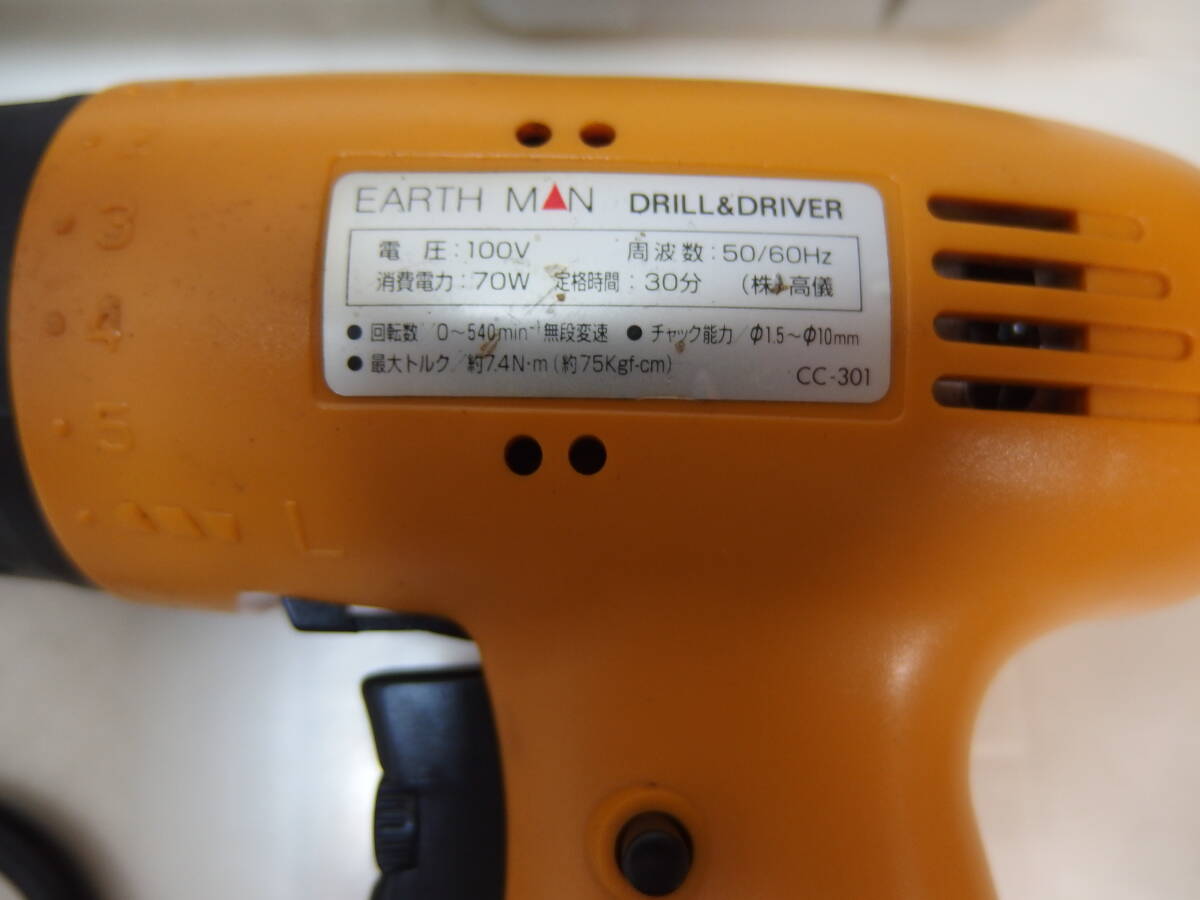 EARTH MAN DRILL&DRIVER
電圧:100V 周波数:50/60Hz
消費電力:70W 定格時間:30分 (株)高儀
● 回転数/0~540min⁻¹無段変速 ● チャック能力/φ1.5~φ10mm
● 最大トルク/約7.4N·m (約75Kgf-cm)
CC-301
2
3
4
5
L